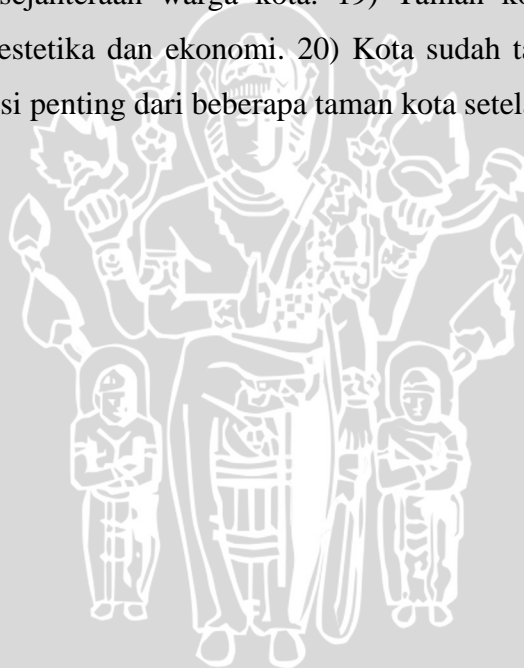 sejahteraan warga kota. 19) Taman ko
estetika dan ekonomi. 20) Kota sudah ta
si penting dari beberapa taman kota setela